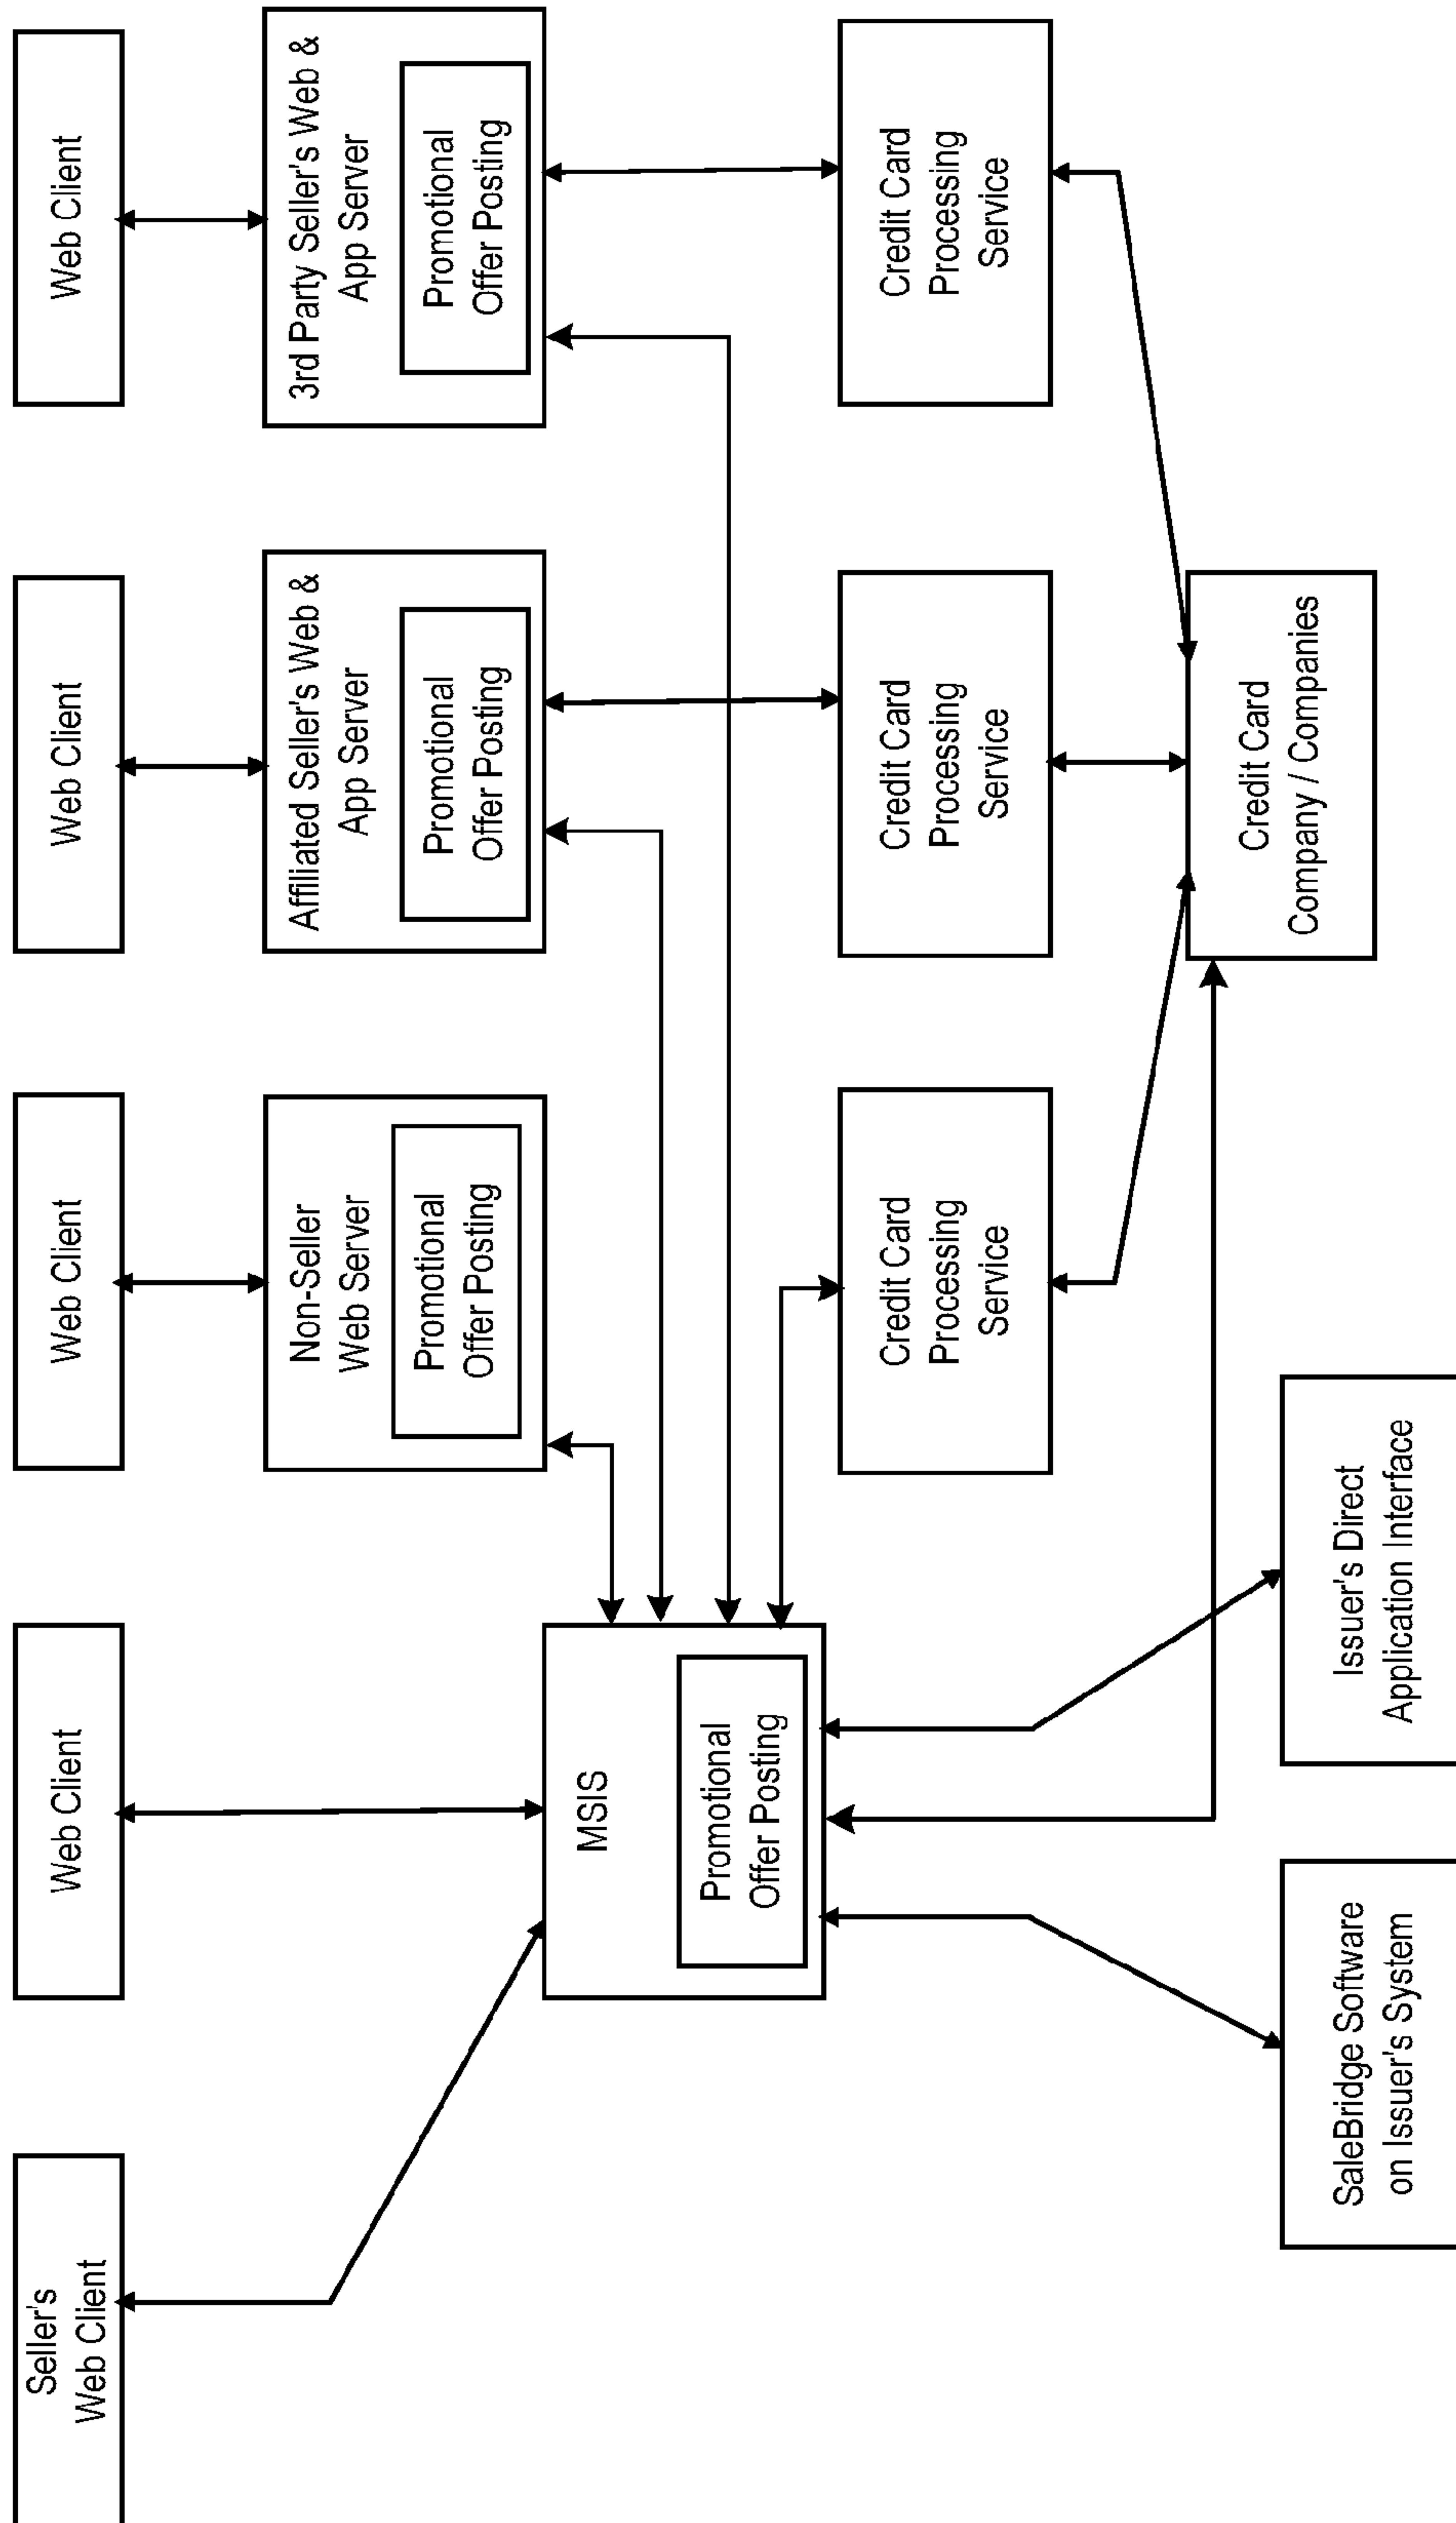 Seller's
Web Client
Web Client
Web Client
Web Client
Web Client
MSIS
Promotional
Offer Posting
Non-Seller
Web Server
Promotional
Offer Posting
Affiliated Seller's Web &
App Server
Promotional
Offer Posting
3rd Party Seller's Web &
App Server
Promotional
Offer Posting
Credit Card
Processing
Service
Credit Card
Processing
Service
Credit Card
Processing
Service
SaleBridge Software
on Issuer's System
Issuer's Direct
Application Interface
Credit Card
Company / Companies